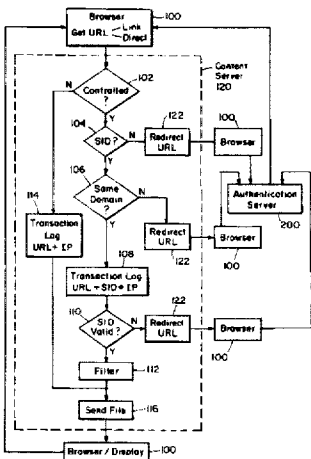 Browser
Get URL
Link
Direct
100
Content
Server
120
102
Controlled
?
N
Y
104
SID?
N
122
Redirect
URL
100
Browser
Y
106
Same
Domain
?
N
Authentication
Server
200
114
Transaction
Log
URL+ IP
Y
Redirect
URL
122
Browser
100
108
Transaction Log
URL + SID + IP
110
SID
Valid?
N
122
Redirect
URL
Browser
100
Y
Filter
112
Send File
116
Browser / Display
100